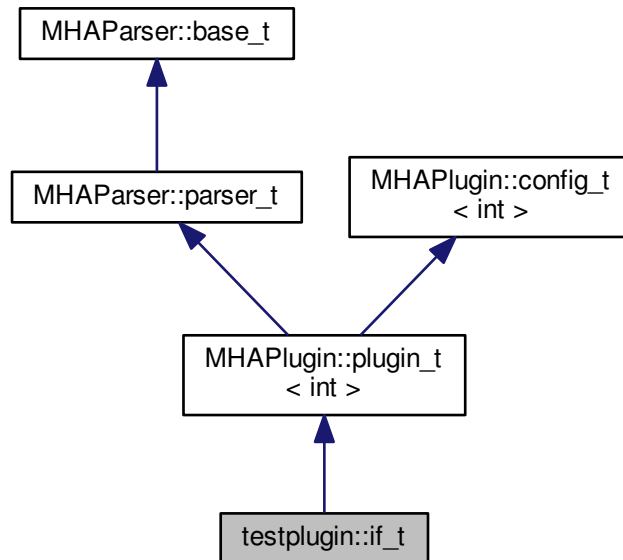 MHAParser::base_t
MHAParser::parser_t
MHAPlugin::config_t
< int >
MHAPlugin::plugin_t
< int >
testplugin::if_t